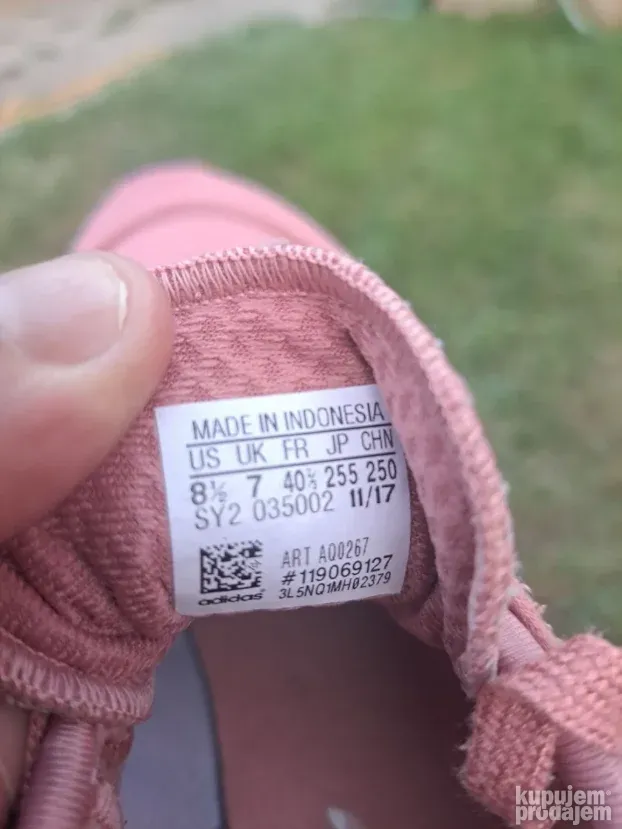 MADE IN INDONESIA
US UK FR JP CHN
8½ 7 40⅔ 255 250
SY2 035002 11/17
ART AQ0267
#119069127
adidas 3L5NQ1MH02379
kupujem
prodajem